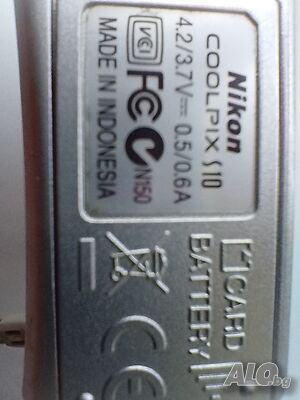 Nikon
COOLPIX S10
4.2/3.7V⎓0.5/0.6A
VCI FC N150
MADE IN INDONESIA
CARD
BATTERY
CE
ALO.bg